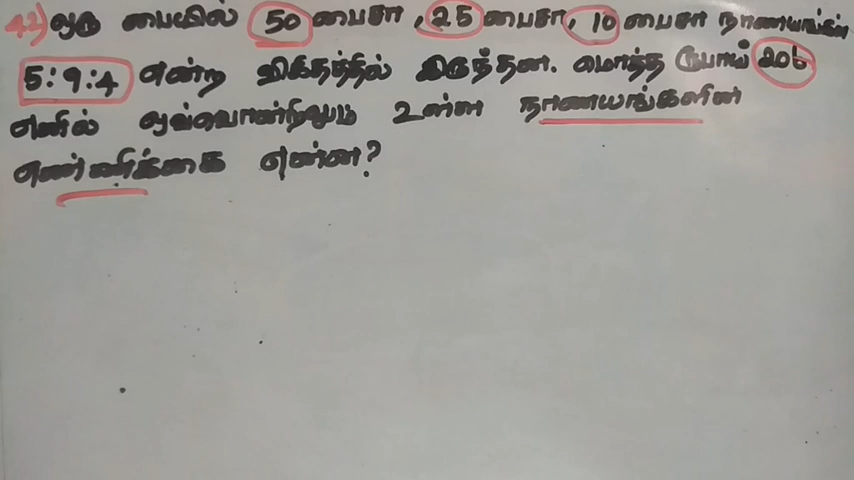 42) ஒரு பையில் 50 பைசா, 25 பைசா, 10 பைசா நாணயங்கள்
5:9:4 என்ற விகிதத்தில் இருந்தன. மொத்த ரூபாய் 206
எனில் ஒவ்வொன்றிலும் உள்ள நாணயங்களின்
எண்ணிக்கை என்ன?